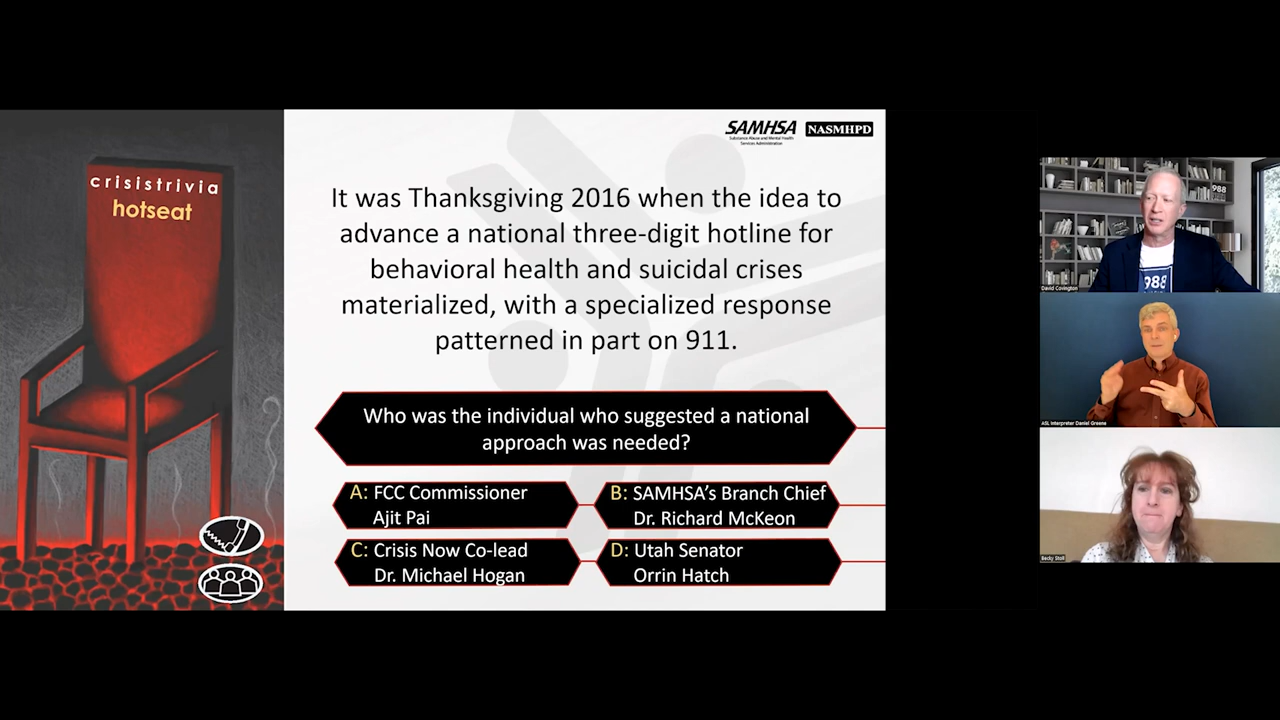 crisistrivia
hotseat
SAMHSA
Substance Abuse and Mental Health
Services Administration
NASMHPD
It was Thanksgiving 2016 when the idea to
advance a national three-digit hotline for
behavioral health and suicidal crises
materialized, with a specialized response
patterned in part on 911.
Who was the individual who suggested a national
approach was needed?
A: FCC Commissioner
Ajit Pai
B: SAMHSA's Branch Chief
Dr. Richard McKeon
C: Crisis Now Co-lead
Dr. Michael Hogan
D: Utah Senator
Orrin Hatch
988
988
David Covington
ASL Interpreter Daniel Greene
Becky Stoll